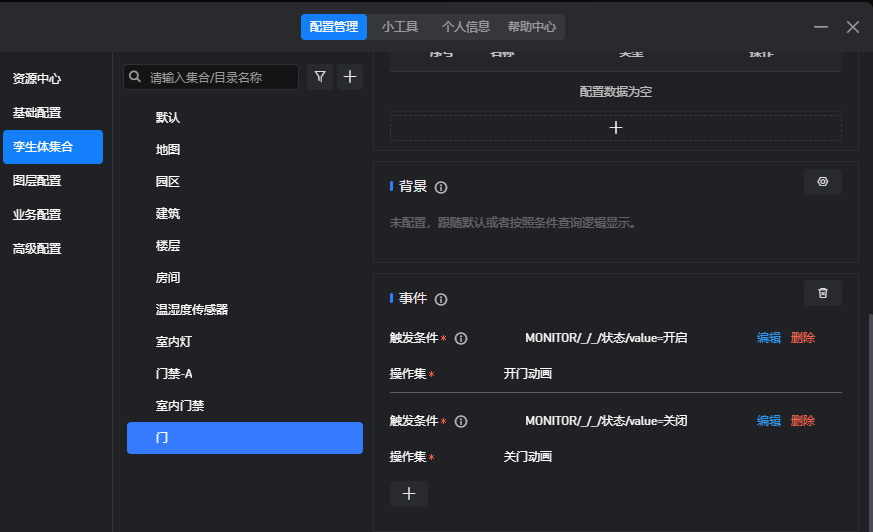 配置管理 小工具 个人信息 帮助中心
资源中心
基础配置
孪生体集合
图层配置
业务配置
高级配置
请输入集合/目录名称
默认
地图
园区
建筑
楼层
房间
温湿度传感器
室内灯
门禁-A
室内门禁
门
序号 名称 类型 操作
配置数据为空
背景
未配置，跟随默认或者按照条件查询逻辑显示。
事件
触发条件* MONITOR/_/_/状态/value=开启 编辑 删除
操作集* 开门动画
触发条件* MONITOR/_/_/状态/value=关闭 编辑 删除
操作集* 关门动画